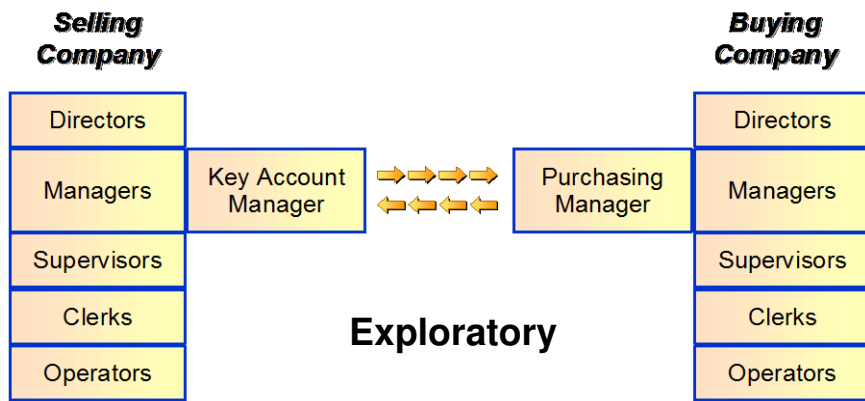 Selling
Company
Buying
Company
Directors
Managers
Supervisors
Clerks
Operators
Key Account
Manager
Purchasing
Manager
Directors
Managers
Supervisors
Clerks
Operators
Exploratory